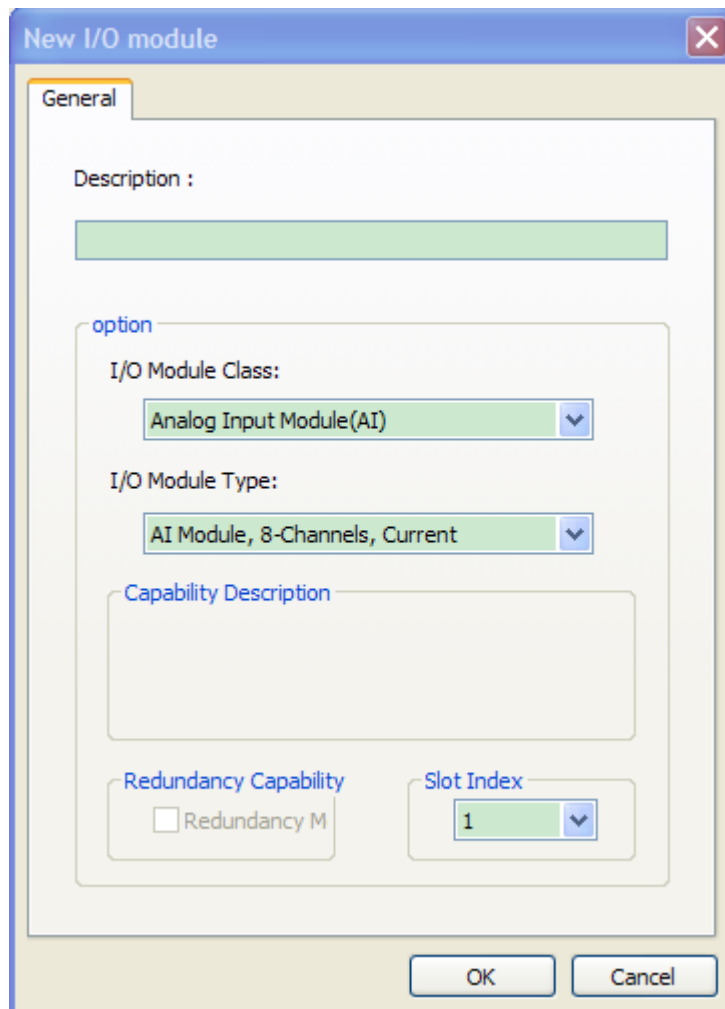 New I/O module
General
Description :
option
I/O Module Class:
Analog Input Module(AI)
I/O Module Type:
AI Module, 8-Channels, Current
Capability Description
Redundancy Capability
Redundancy M
Slot Index
1
OK
Cancel